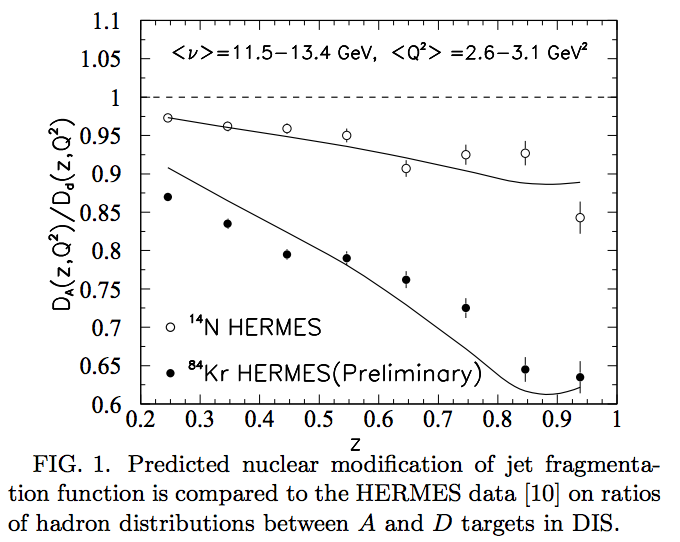 1.1
1.05
1
0.95
0.9
0.85
0.8
0.75
0.7
0.65
0.6
D_A(z,Q²)/D_d(z,Q²)
<ν>=11.5−13.4 GeV, <Q²> =2.6−3.1 GeV²
¹⁴N HERMES
⁸⁴Kr HERMES(Preliminary)
0.2 0.3 0.4 0.5 0.6 0.7 0.8 0.9 1
z
FIG. 1. Predicted nuclear modification of jet fragmenta-
tion function is compared to the HERMES data [10] on ratios
of hadron distributions between A and D targets in DIS.